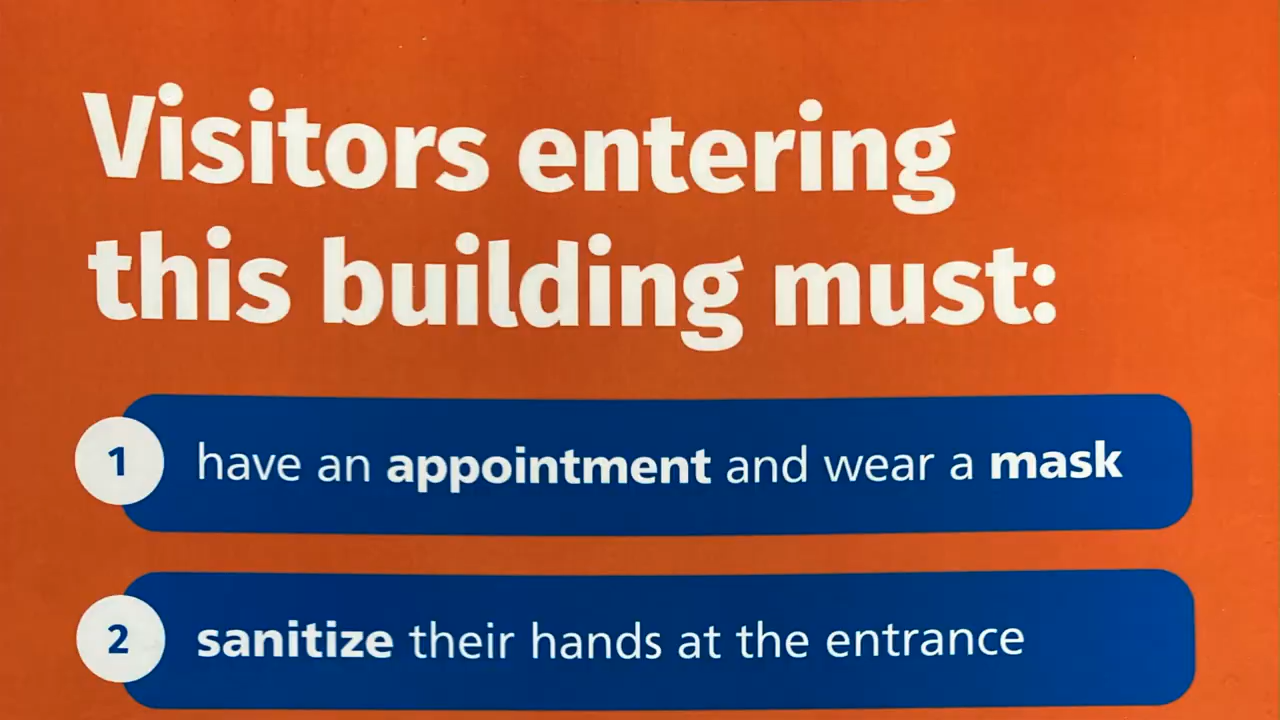 Visitors entering
this building must:
1 have an appointment and wear a mask
2 sanitize their hands at the entrance